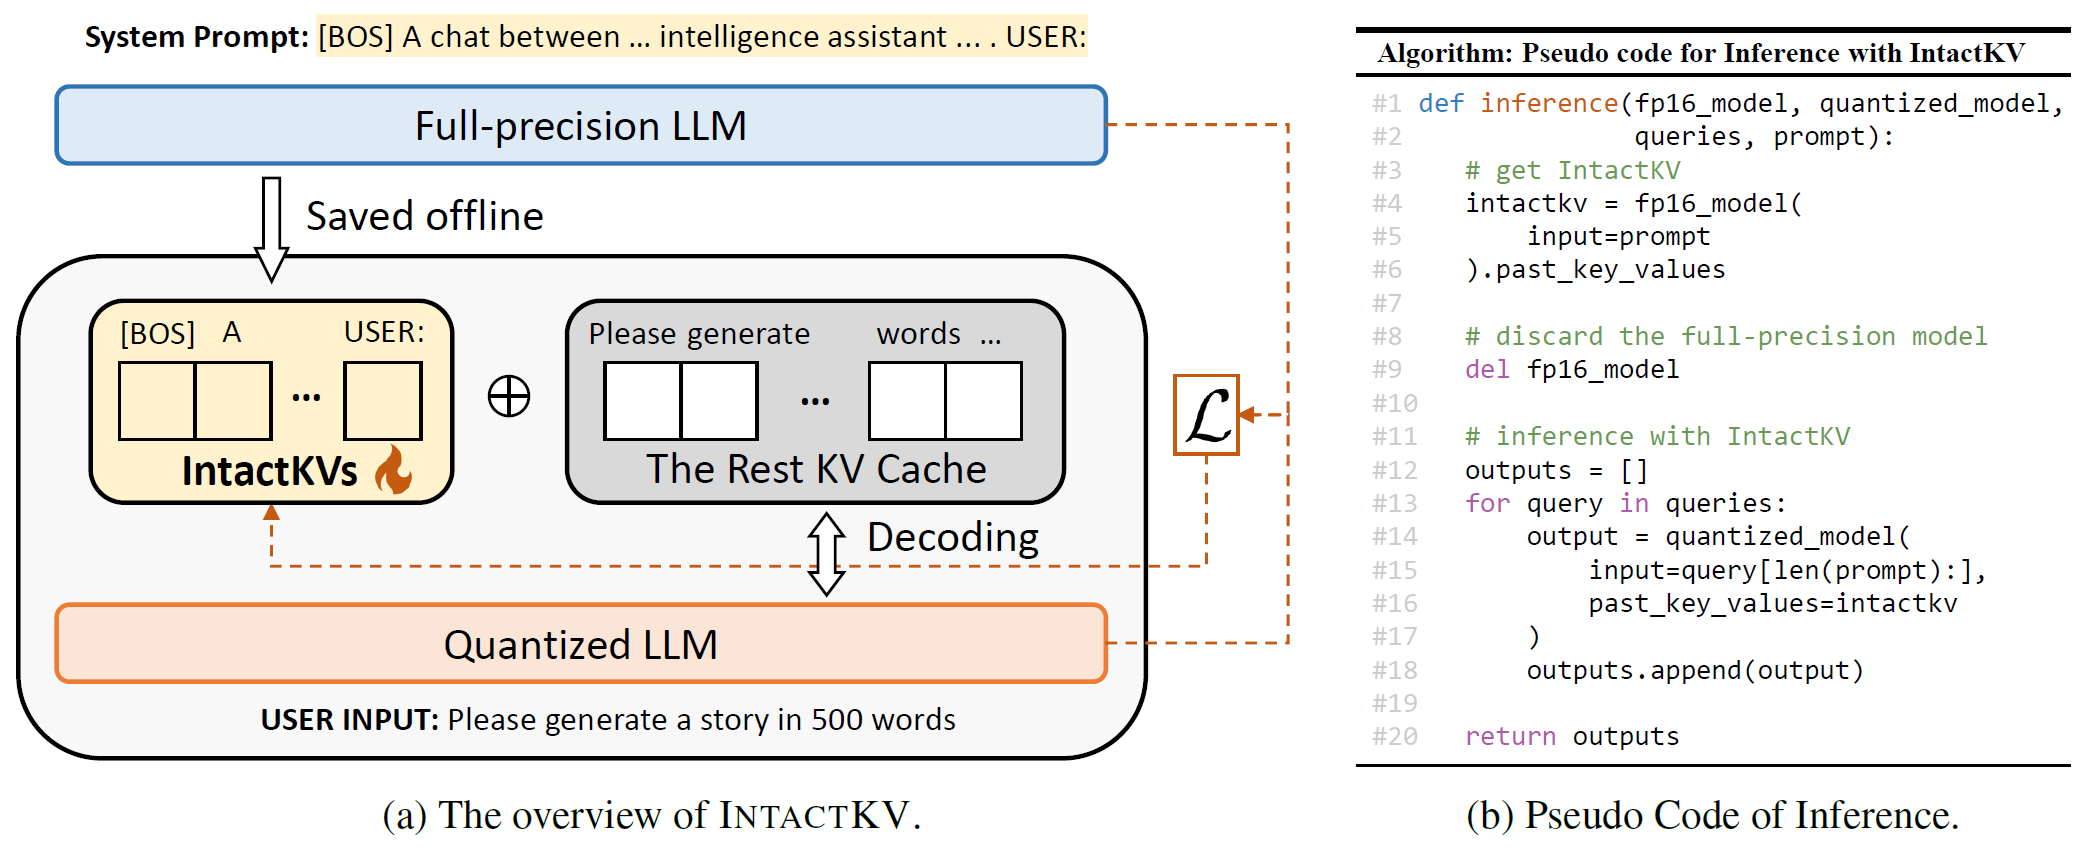 System Prompt: [BOS] A chat between ... intelligence assistant ... . USER:
Full-precision LLM
Saved offline
[BOS] A USER:
...
IntactKVs
Please generate words ...
...
The Rest KV Cache
ℒ
Decoding
Quantized LLM
USER INPUT: Please generate a story in 500 words
(a) The overview of INTACTKV.
Algorithm: Pseudo code for Inference with IntactKV
#1 def inference(fp16_model, quantized_model,
#2 queries, prompt):
#3 # get IntactKV
#4 intactkv = fp16_model(
#5 input=prompt
#6 ).past_key_values
#7
#8 # discard the full-precision model
#9 del fp16_model
#10
#11 # inference with IntactKV
#12 outputs = []
#13 for query in queries:
#14 output = quantized_model(
#15 input=query[len(prompt):],
#16 past_key_values=intactkv
#17 )
#18 outputs.append(output)
#19
#20 return outputs
(b) Pseudo Code of Inference.